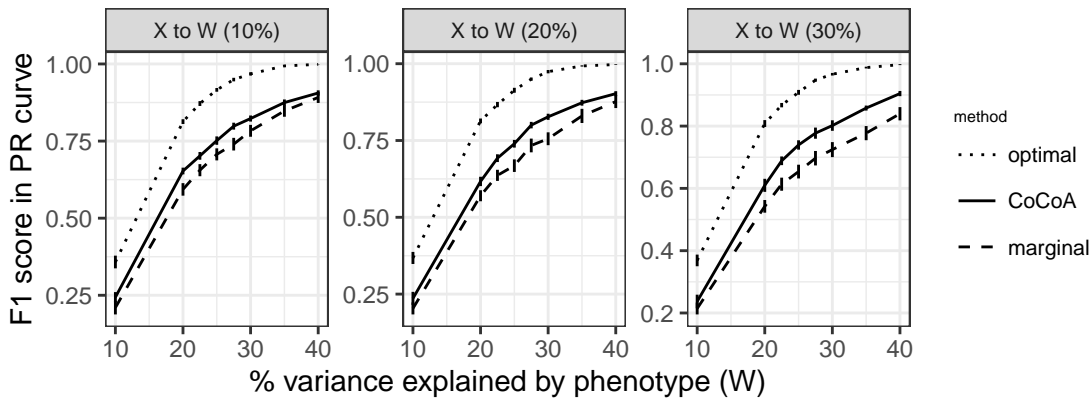 X to W (10%) X to W (20%) X to W (30%)
F1 score in PR curve
1.00
0.75
0.50
0.25
1.00
0.75
0.50
0.25
1.0
0.8
0.6
0.4
0.2
10 20 30 40 10 20 30 40 10 20 30 40
% variance explained by phenotype (W)
method
optimal
CoCoA
marginal